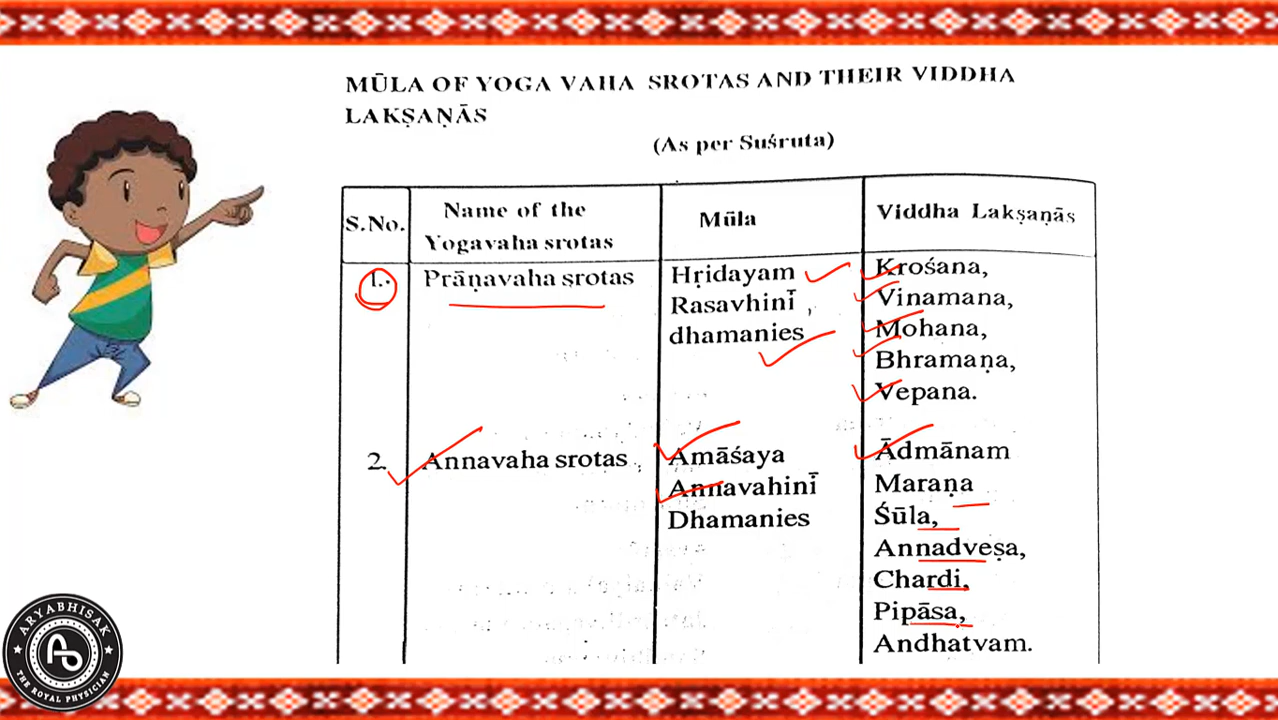 MŪLA OF YOGA VAHA SROTAS AND THEIR VIDDHA
LAKṢAṆĀS
(As per Suśruta)
S.No.
Name of the
Yogavaha srotas
Mūla
Viddha Lakṣaṇās
1.
Prāṇavaha srotas
Hṛidayam
Rasavhinī,
dhamanies
Krośana,
Vinamana,
Mohana,
Bhramaṇa,
Vepana.
2.
Annavaha srotas
Amāśaya
Annavahinī
Dhamanies
Ādmānam
Maraṇa
Śūla,
Annadveṣa,
Chardi,
Pipāsa,
Andhatvam.
ARYABHISAK
THE ROYAL PHYSICIAN